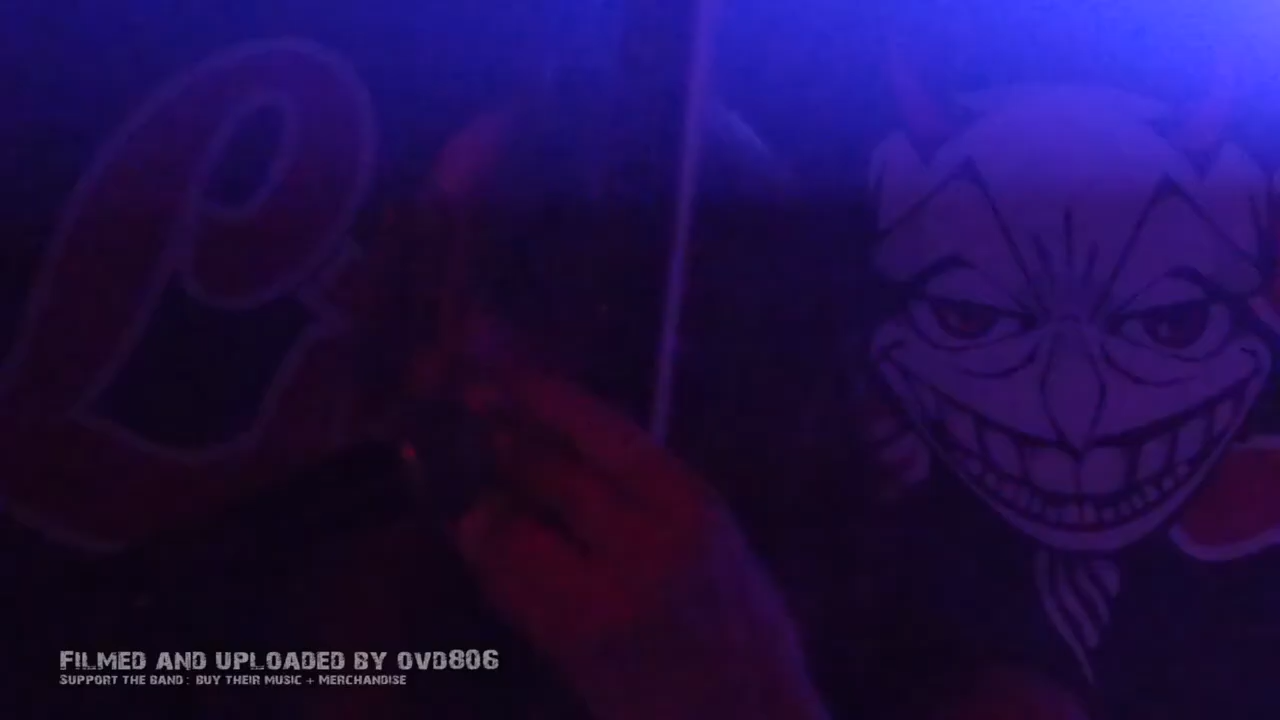 FILMED AND UPLOADED BY OVD806
SUPPORT THE BAND : BUY THEIR MUSIC + MERCHANDISE